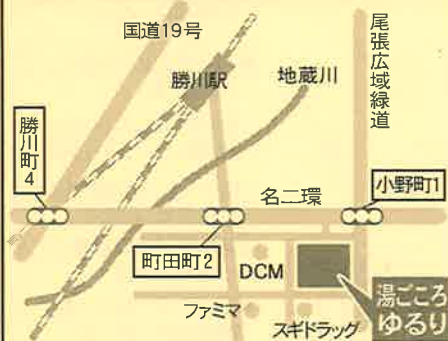 国道19号
勝川駅
地蔵川
尾張広域緑道
勝川町4
名二環
小野町1
町田町2
DCM
湯ごころ
ゆるり
ファミマ
スギドラッグ